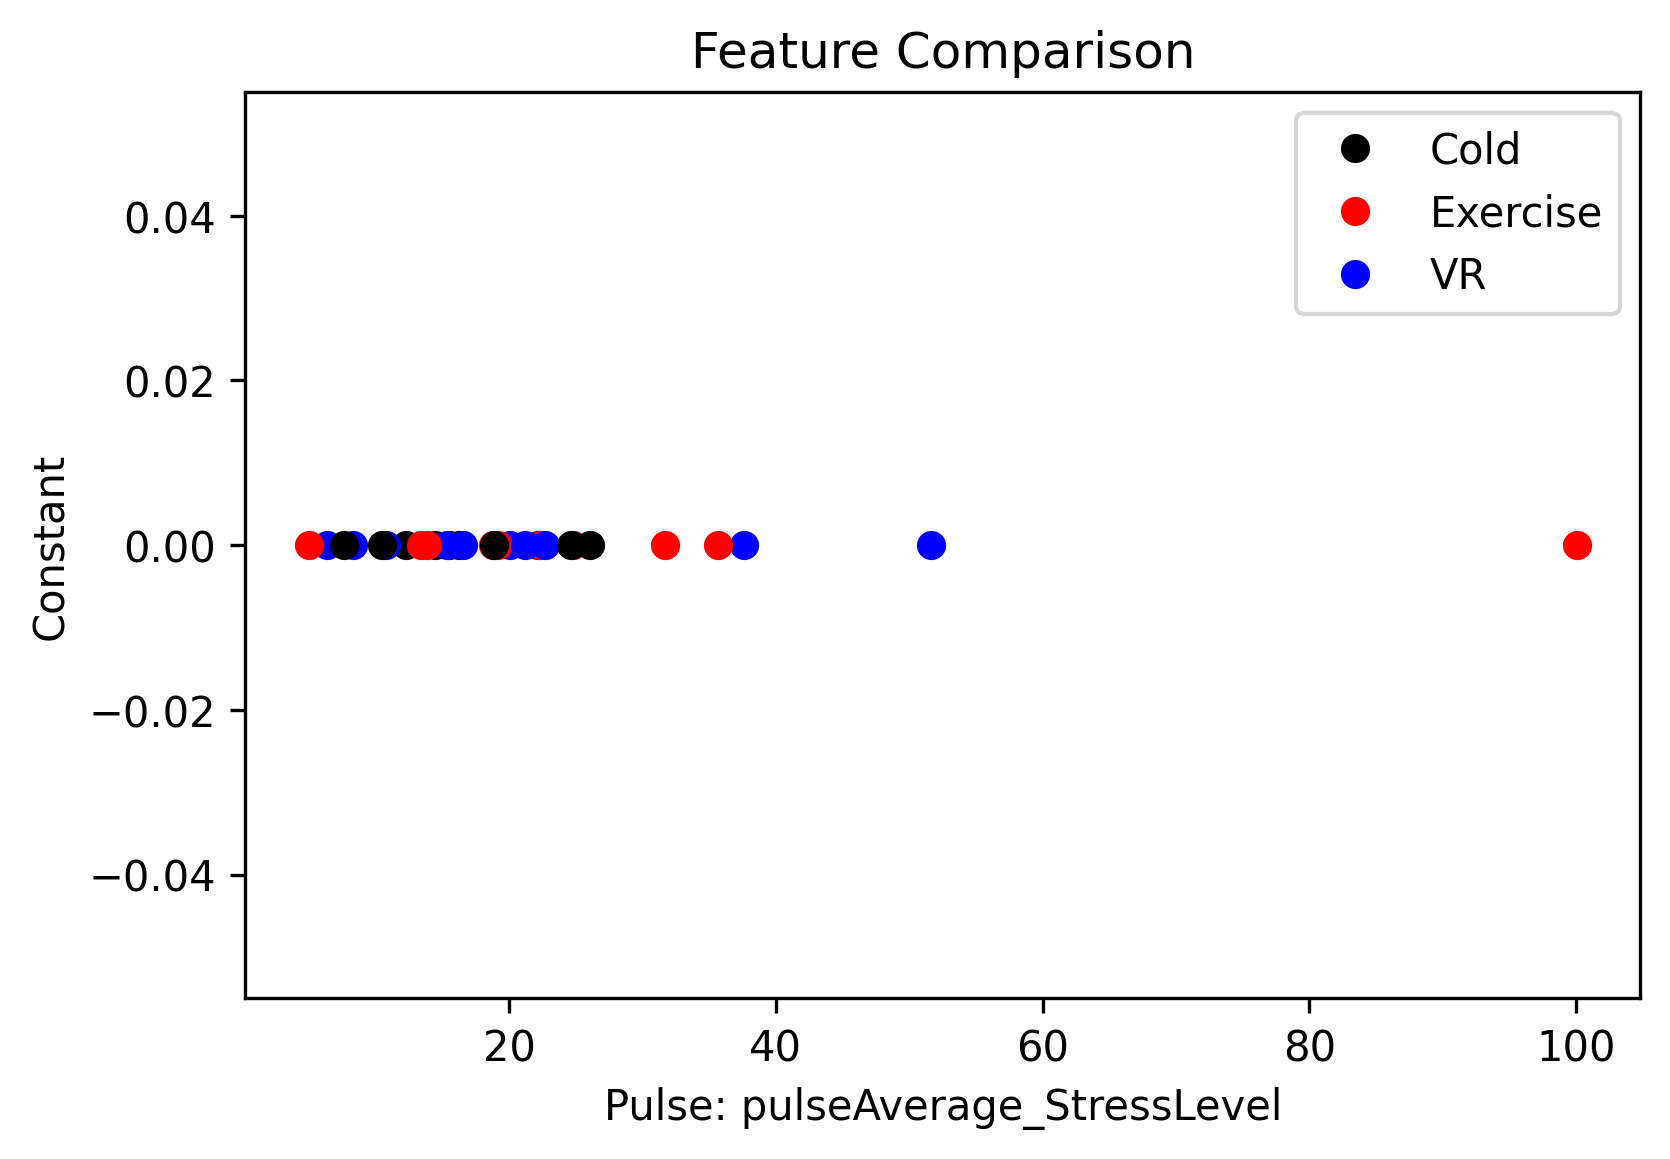 Feature Comparison
Cold
Exercise
VR
0.04
0.02
0.00
−0.02
−0.04
Constant
20 40 60 80 100
Pulse: pulseAverage_StressLevel